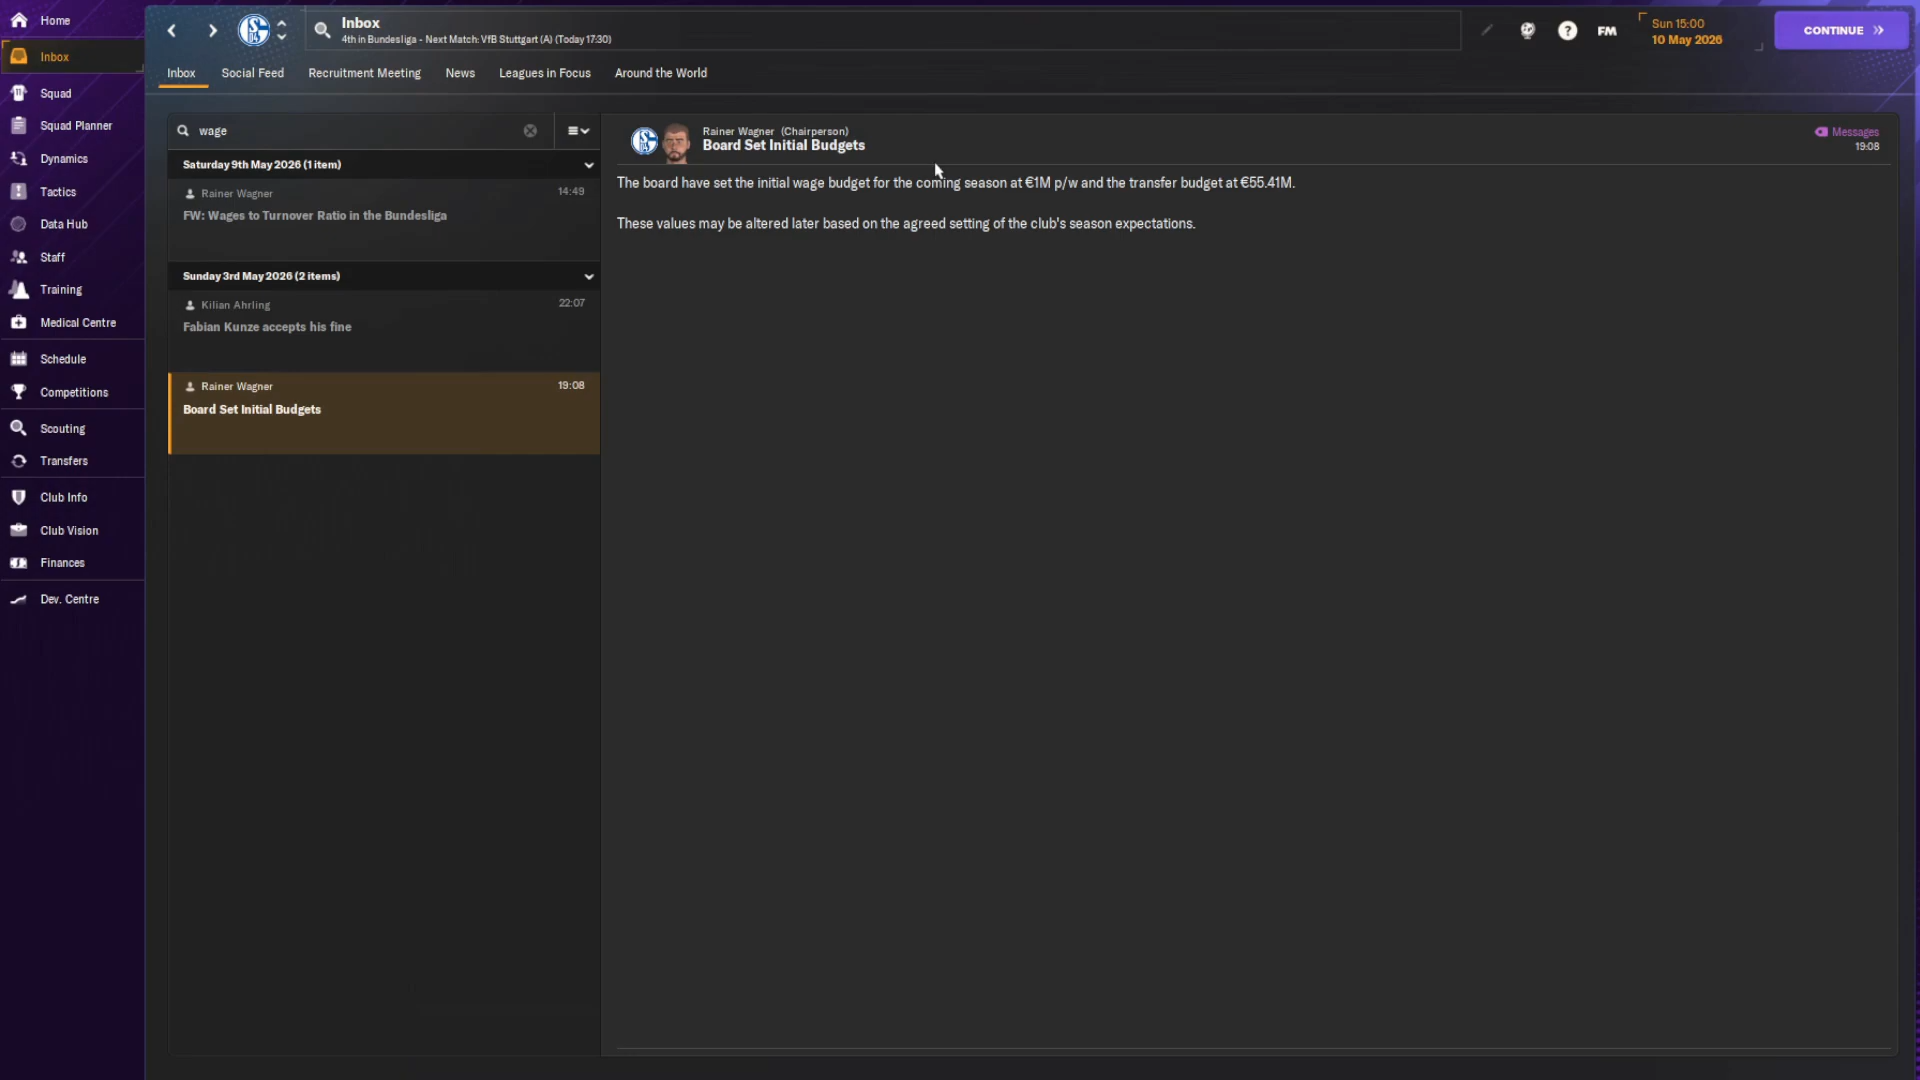 Home
Inbox
Squad
Squad Planner
Dynamics
Tactics
Data Hub
Staff
Training
Medical Centre
Schedule
Competitions
Scouting
Transfers
Club Info
Club Vision
Finances
Dev. Centre
Inbox
4th in Bundesliga - Next Match: VfB Stuttgart (A) (Today 17:30)
FM
Sun 15:00
10 May 2026
CONTINUE
Inbox Social Feed Recruitment Meeting News Leagues in Focus Around the World
wage
Saturday 9th May 2026 (1 item)
Rainer Wagner 14:49
FW: Wages to Turnover Ratio in the Bundesliga
Sunday 3rd May 2026 (2 items)
Kilian Ahrling 22:07
Fabian Kunze accepts his fine
Rainer Wagner 19:08
Board Set Initial Budgets
Rainer Wagner (Chairperson)
Board Set Initial Budgets
Messages
19:08
The board have set the initial wage budget for the coming season at €1M p/w and the transfer budget at €55.41M.
These values may be altered later based on the agreed setting of the club's season expectations.